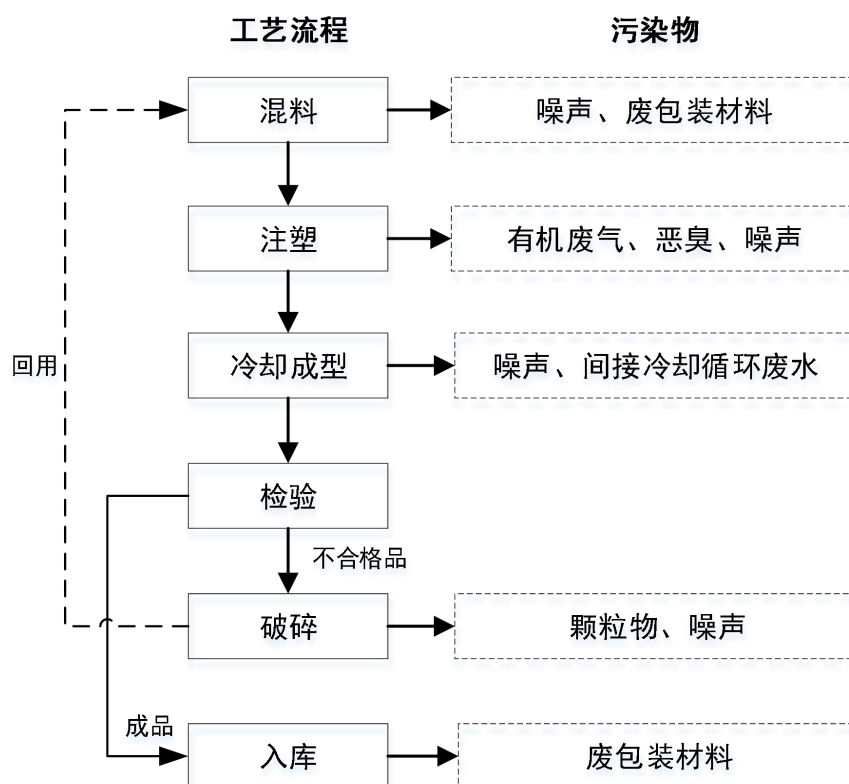 工艺流程 污染物
混料 噪声、废包装材料
注塑 有机废气、恶臭、噪声
回用 冷却成型 噪声、间接冷却循环废水
检验
不合格品
破碎 颗粒物、噪声
成品
入库 废包装材料